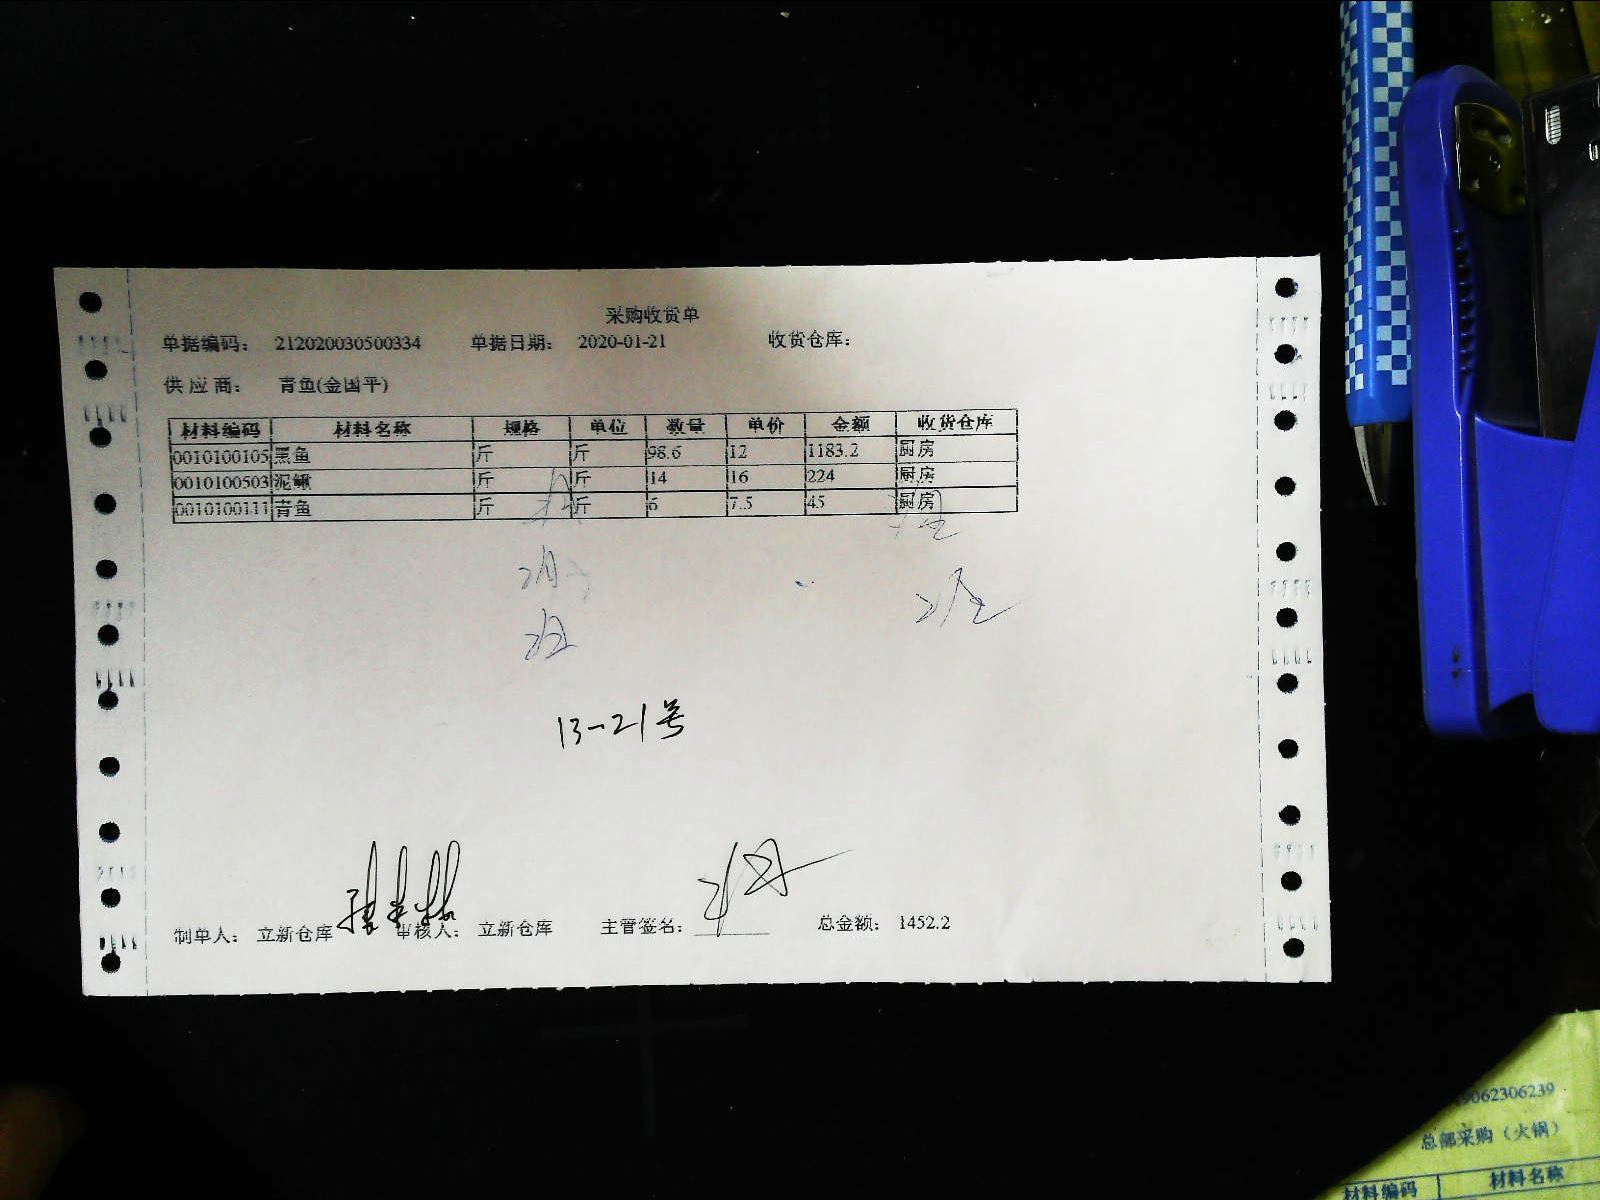 采购收货单
单据编码： 212020030500334 单据日期： 2020-01-21 收货仓库：
供应商： 青鱼(金国平)
材料编码 材料名称 规格 单位 数量 单价 金额 收货仓库
0010100105 黑鱼 斤 斤 98.6 12 1183.2 厨房
0010100503 泥鳅 斤 斤 14 16 224 厨房
0010100111 青鱼 斤 斤 6 7.5 45 厨房
13-21号
制单人： 立新仓库 审核人： 立新仓库 主管签名： 总金额： 1452.2
9062306239
总部采购（火锅）
材料编码 材料名称